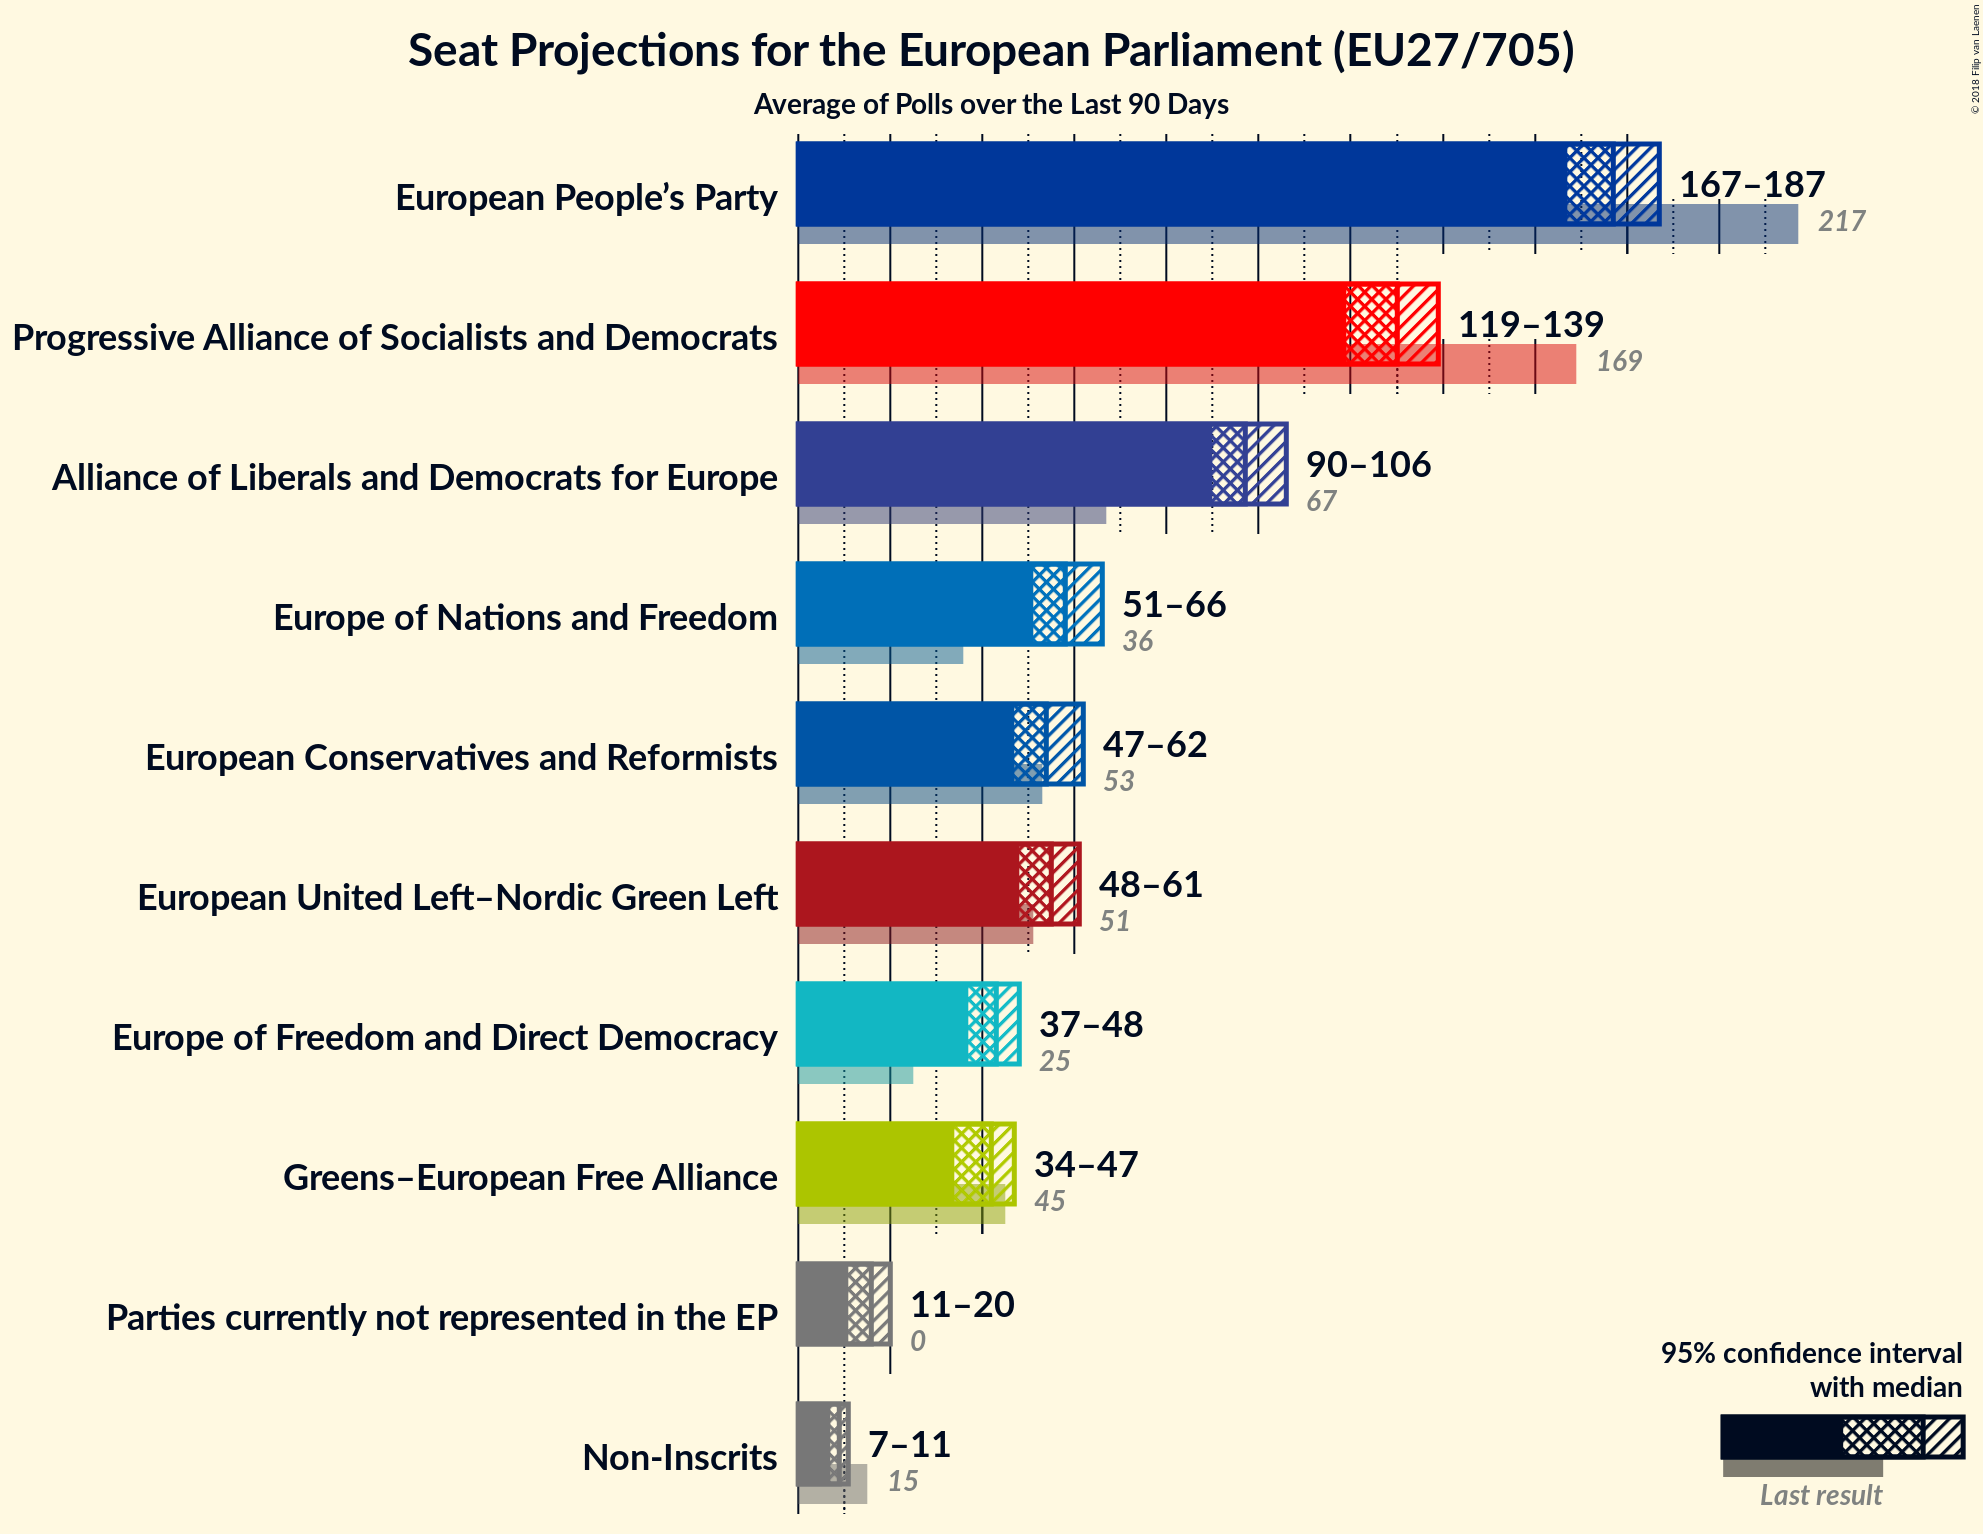 Seat Projections for the European Parliament (EU27/705)
Average of Polls over the Last 90 Days
© 2018 Filip van Laenen
European People’s Party
167–187
217
Progressive Alliance of Socialists and Democrats
119–139
169
Alliance of Liberals and Democrats for Europe
90–106
67
Europe of Nations and Freedom
51–66
36
European Conservatives and Reformists
47–62
53
European United Left–Nordic Green Left
48–61
51
Europe of Freedom and Direct Democracy
37–48
25
Greens–European Free Alliance
34–47
45
Parties currently not represented in the EP
11–20
0
Non-Inscrits
7–11
15
95% confidence interval
with median
Last result